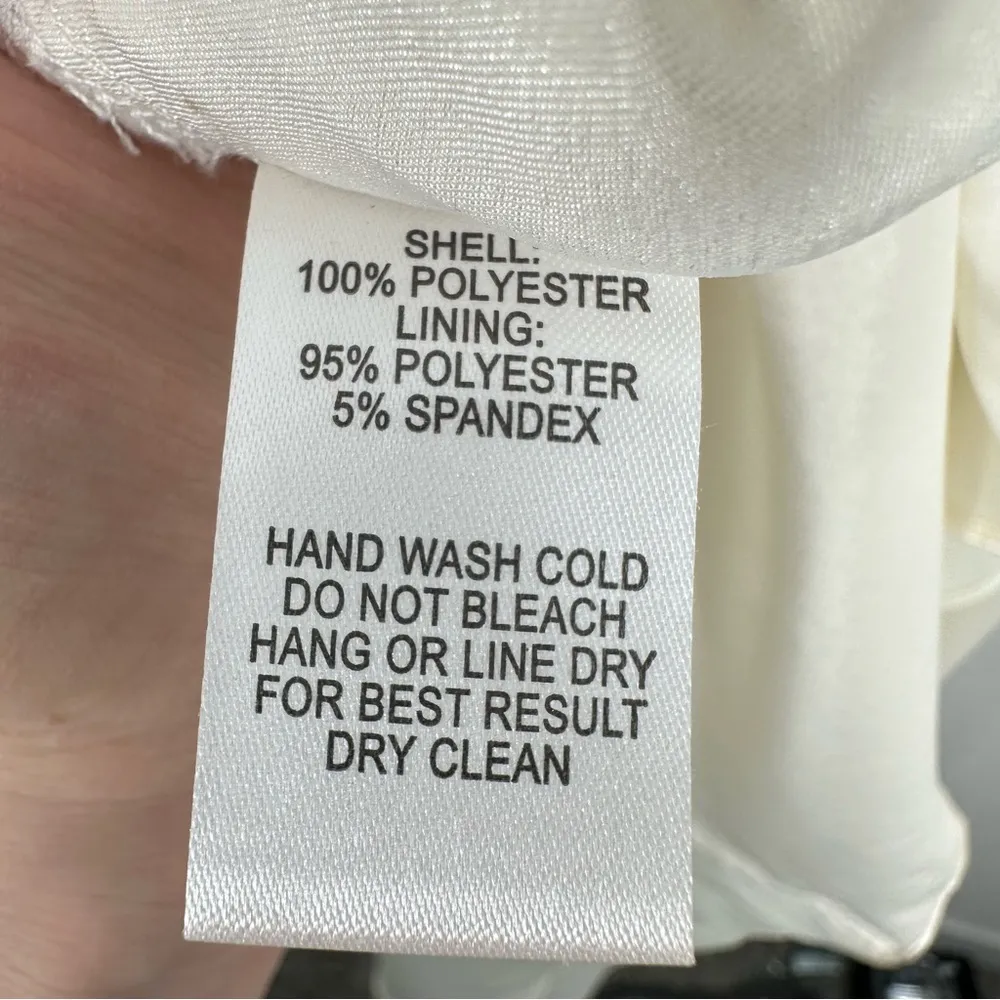 SHELL:
100% POLYESTER
LINING:
95% POLYESTER
5% SPANDEX
HAND WASH COLD
DO NOT BLEACH
HANG OR LINE DRY
FOR BEST RESULT
DRY CLEAN